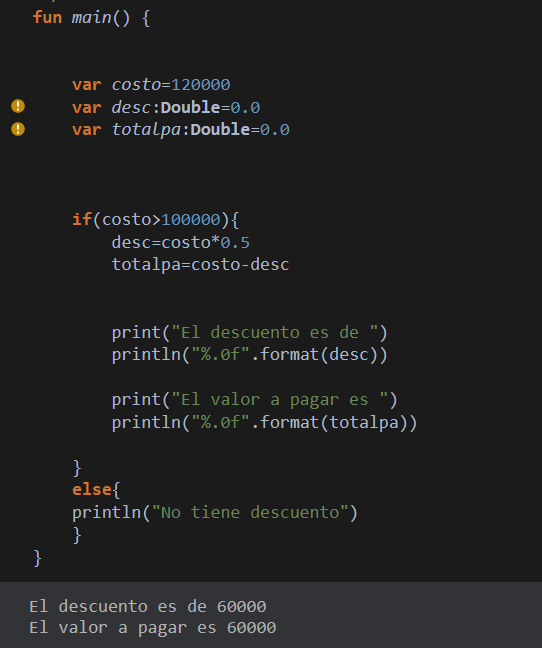 fun main() {
var costo=120000
var desc:Double=0.0
var totalpa:Double=0.0
if(costo>100000){
desc=costo*0.5
totalpa=costo-desc
print("El descuento es de ")
println("%.0f".format(desc))
print("El valor a pagar es ")
println("%.0f".format(totalpa))
}
else{
println("No tiene descuento")
}
}
El descuento es de 60000
El valor a pagar es 60000